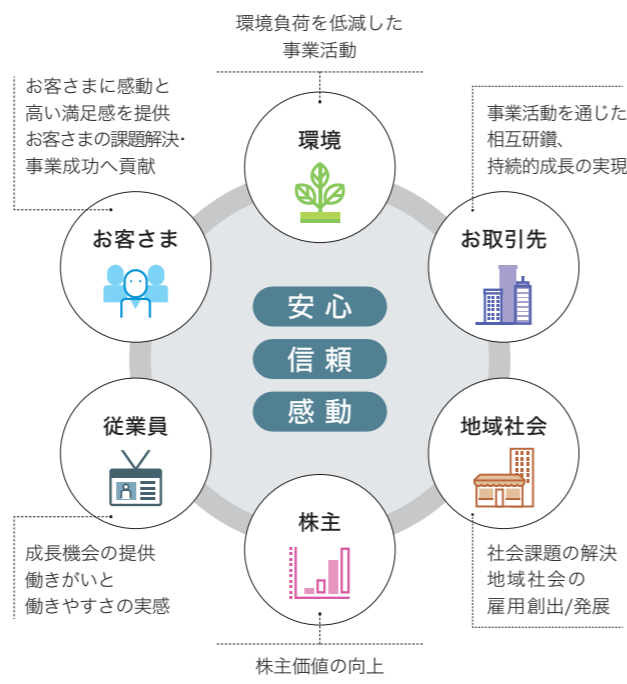 環境負荷を低減した
事業活動
環境
お客さまに感動と
高い満足感を提供
お客さまの課題解決・
事業成功へ貢献
お客さま
事業活動を通じた
相互研鑽、
持続的成長の実現
お取引先
安心
信頼
感動
従業員
成長機会の提供
働きがいと
働きやすさの実感
地域社会
社会課題の解決
地域社会の
雇用創出/発展
株主
株主価値の向上